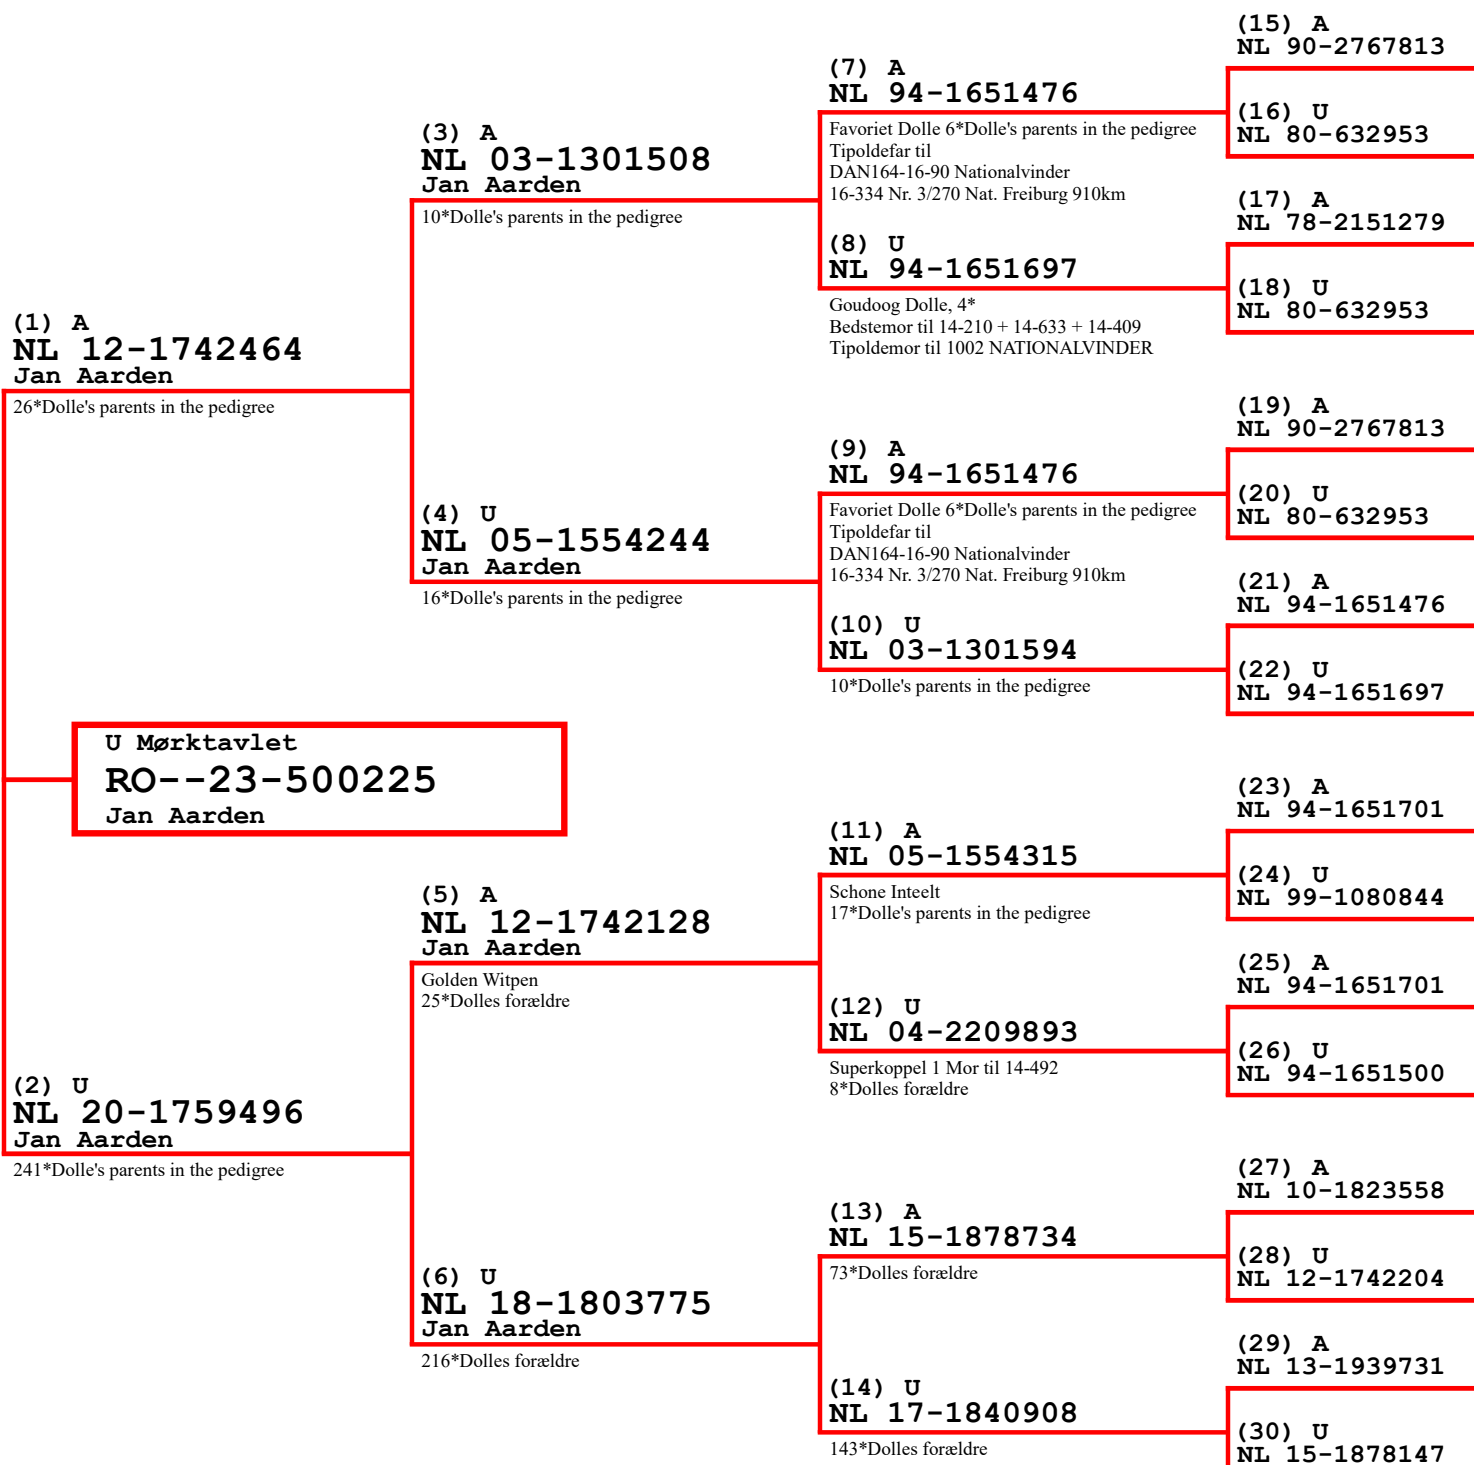 (1) A
NL 12-1742464
Jan Aarden
26*Dolle's parents in the pedigree
U Mørktavlet
RO--23-500225
Jan Aarden
(2) U
NL 20-1759496
Jan Aarden
241*Dolle's parents in the pedigree
(3) A
NL 03-1301508
Jan Aarden
10*Dolle's parents in the pedigree
(4) U
NL 05-1554244
Jan Aarden
16*Dolle's parents in the pedigree
(5) A
NL 12-1742128
Jan Aarden
Golden Witpen
25*Dolles forældre
(6) U
NL 18-1803775
Jan Aarden
216*Dolles forældre
(7) A
NL 94-1651476
Favoriet Dolle 6*Dolle's parents in the pedigree
Tipoldefar til
DAN164-16-90 Nationalvinder
16-334 Nr. 3/270 Nat. Freiburg 910km
(8) U
NL 94-1651697
Goudoog Dolle, 4*
Bedstemor til 14-210 + 14-633 + 14-409
Tipoldemor til 1002 NATIONALVINDER
(9) A
NL 94-1651476
Favoriet Dolle 6*Dolle's parents in the pedigree
Tipoldefar til
DAN164-16-90 Nationalvinder
16-334 Nr. 3/270 Nat. Freiburg 910km
(10) U
NL 03-1301594
10*Dolle's parents in the pedigree
(11) A
NL 05-1554315
Schone Inteelt
17*Dolle's parents in the pedigree
(12) U
NL 04-2209893
Superkoppel 1 Mor til 14-492
8*Dolles forældre
(13) A
NL 15-1878734
73*Dolles forældre
(14) U
NL 17-1840908
143*Dolles forældre
(15) A
NL 90-2767813
(16) U
NL 80-632953
(17) A
NL 78-2151279
(18) U
NL 80-632953
(19) A
NL 90-2767813
(20) U
NL 80-632953
(21) A
NL 94-1651476
(22) U
NL 94-1651697
(23) A
NL 94-1651701
(24) U
NL 99-1080844
(25) A
NL 94-1651701
(26) U
NL 94-1651500
(27) A
NL 10-1823558
(28) U
NL 12-1742204
(29) A
NL 13-1939731
(30) U
NL 15-1878147